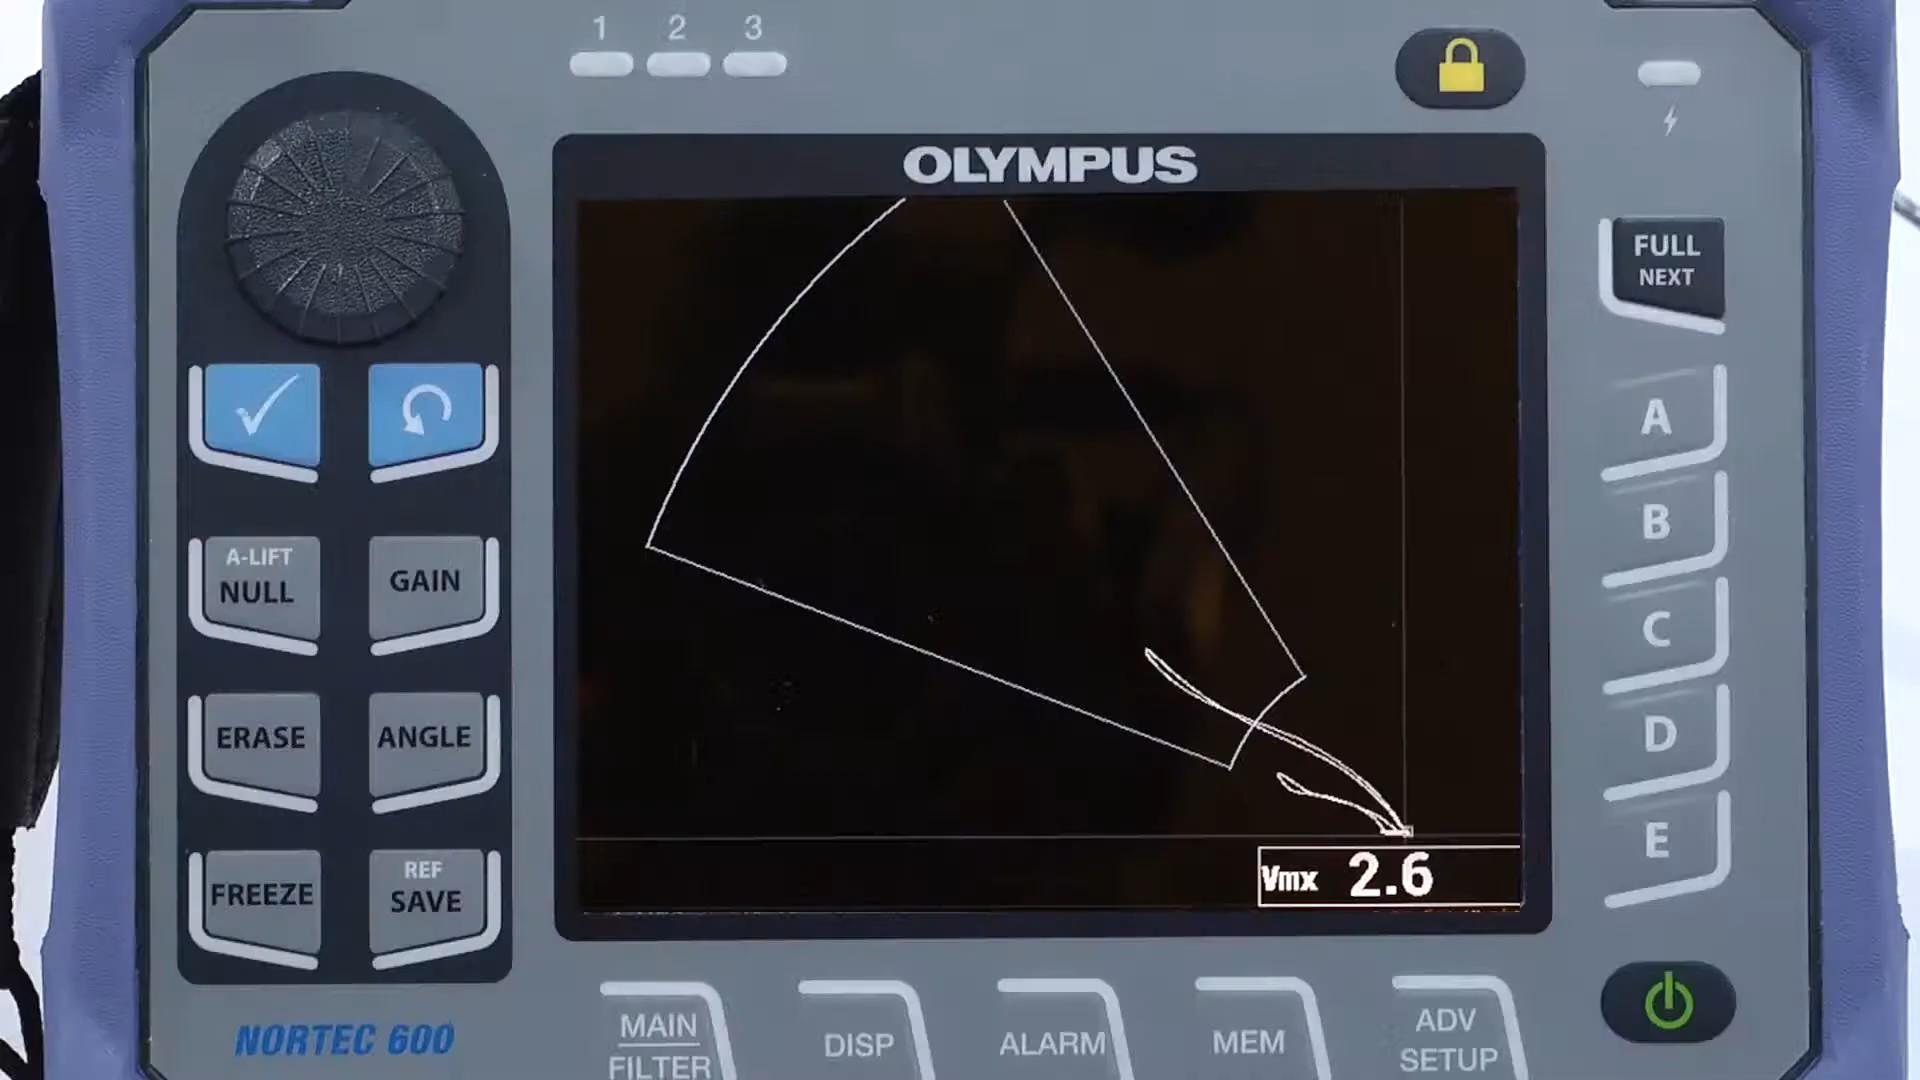 1 2 3
OLYMPUS
FULL
NEXT
A
B
A-LIFT
NULL
GAIN
C
ERASE
ANGLE
D
FREEZE
REF
SAVE
Vmx 2.6
E
NORTEC 600
MAIN
FILTER
DISP
ALARM
MEM
ADV
SETUP